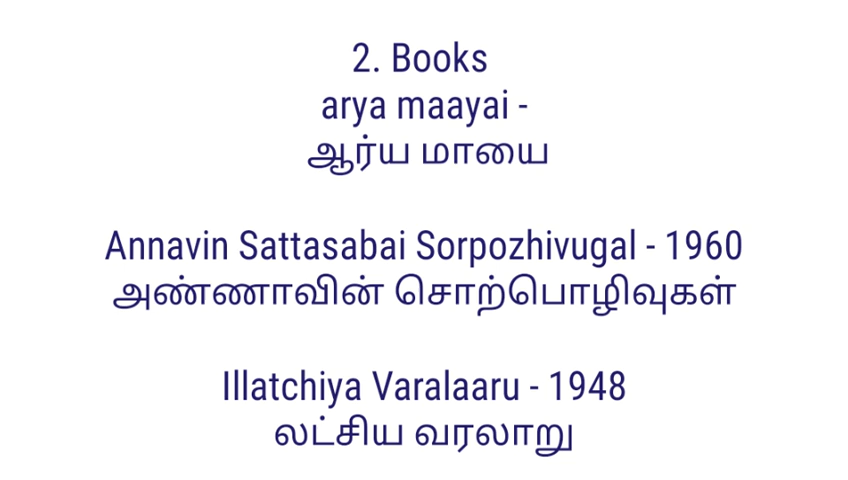 2. Books
arya maayai -
ஆர்ய மாயை
Annavin Sattasabai Sorpozhivugal - 1960
அண்ணாவின் சொற்பொழிவுகள்
Illatchiya Varalaaru - 1948
லட்சிய வரலாறு